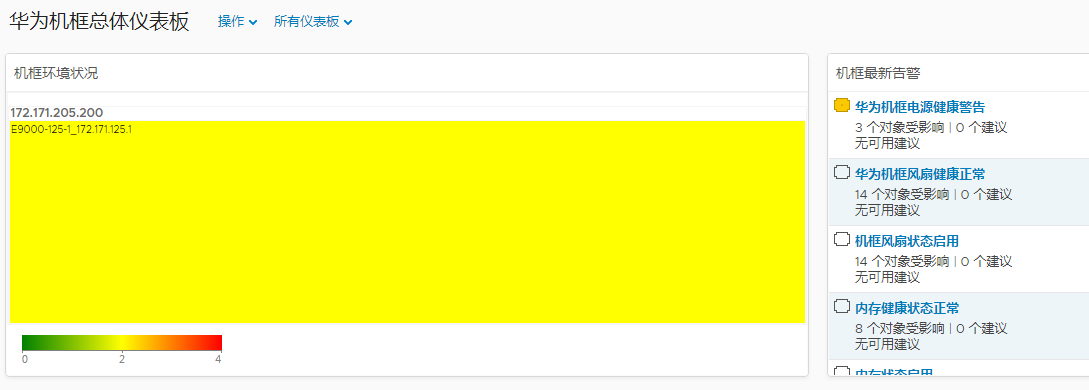 华为机框总体仪表板 操作 所有仪表板
机框环境状况
172.171.205.200
E9000-125-1_172.171.125.1
0 2 4
机框最新告警
华为机框电源健康警告
3 个对象受影响 | 0 个建议
无可用建议
华为机框风扇健康正常
14 个对象受影响 | 0 个建议
无可用建议
机框风扇状态启用
14 个对象受影响 | 0 个建议
无可用建议
内存健康状态正常
8 个对象受影响 | 0 个建议
无可用建议
内存状态启用